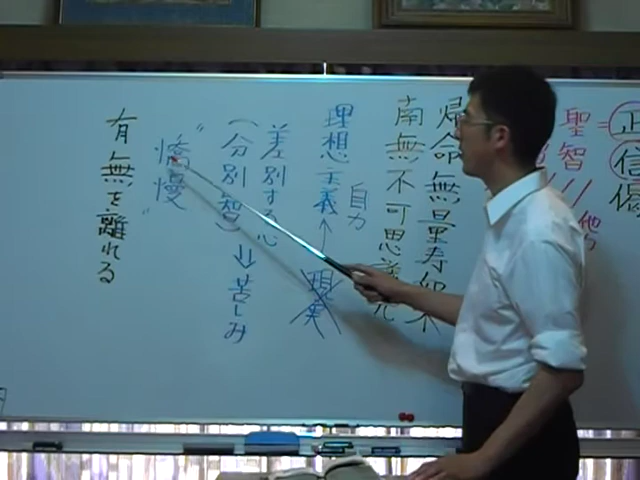 正信偈
聖智=
帰命無量寿如来
南無不可思議光
自力
理想主義
現実
差別する心
(分別智)
苦しみ
"憍慢"
有無を離れる